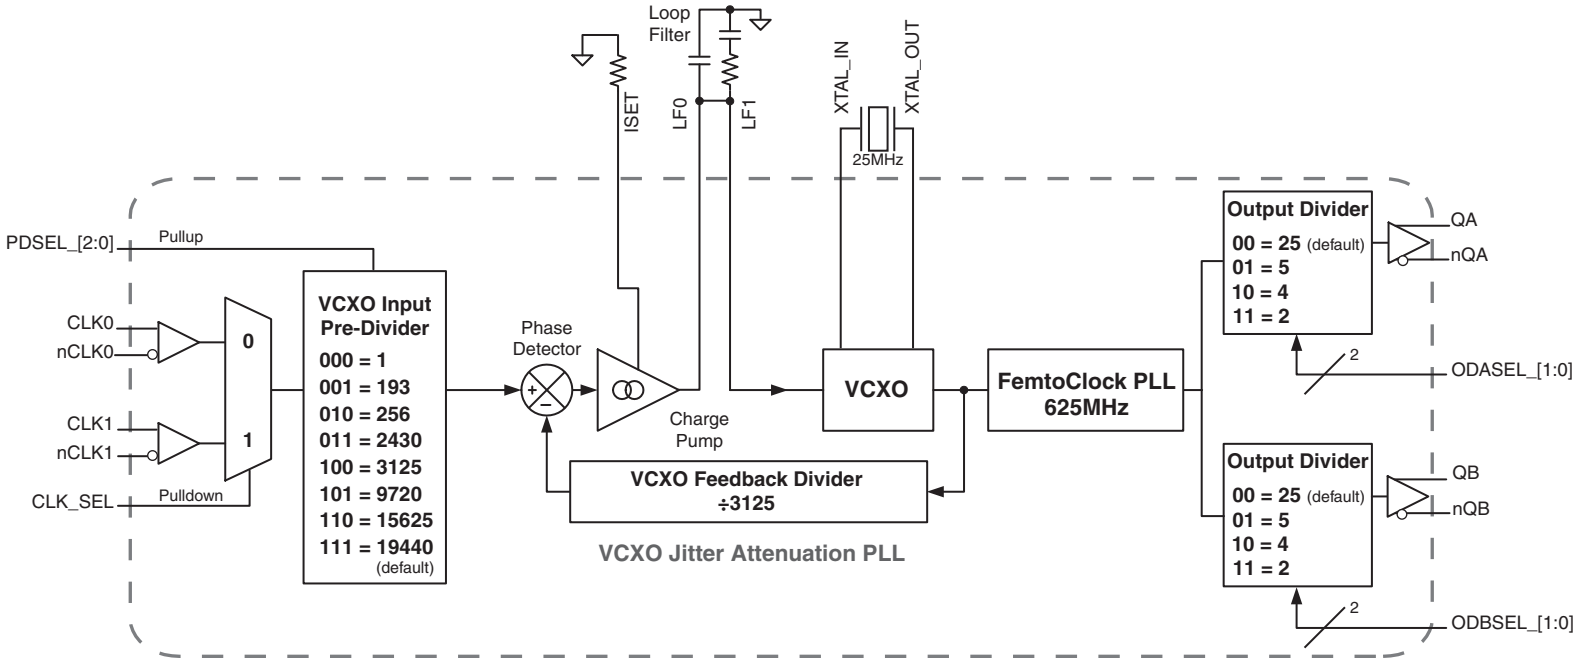 Loop
Filter
ISET
LF0
LF1
XTAL_IN
XTAL_OUT
25MHz
PDSEL_[2:0]
Pullup
CLK0
nCLK0
CLK1
nCLK1
CLK_SEL
Pulldown
0
1
VCXO Input
Pre-Divider
000 = 1
001 = 193
010 = 256
011 = 2430
100 = 3125
101 = 9720
110 = 15625
111 = 19440
(default)
Phase
Detector
+
–
Charge
Pump
VCXO Feedback Divider
÷3125
VCXO Jitter Attenuation PLL
VCXO
FemtoClock PLL
625MHz
Output Divider
00 = 25 (default)
01 = 5
10 = 4
11 = 2
QA
nQA
2
ODASEL_[1:0]
Output Divider
00 = 25 (default)
01 = 5
10 = 4
11 = 2
QB
nQB
2
ODBSEL_[1:0]